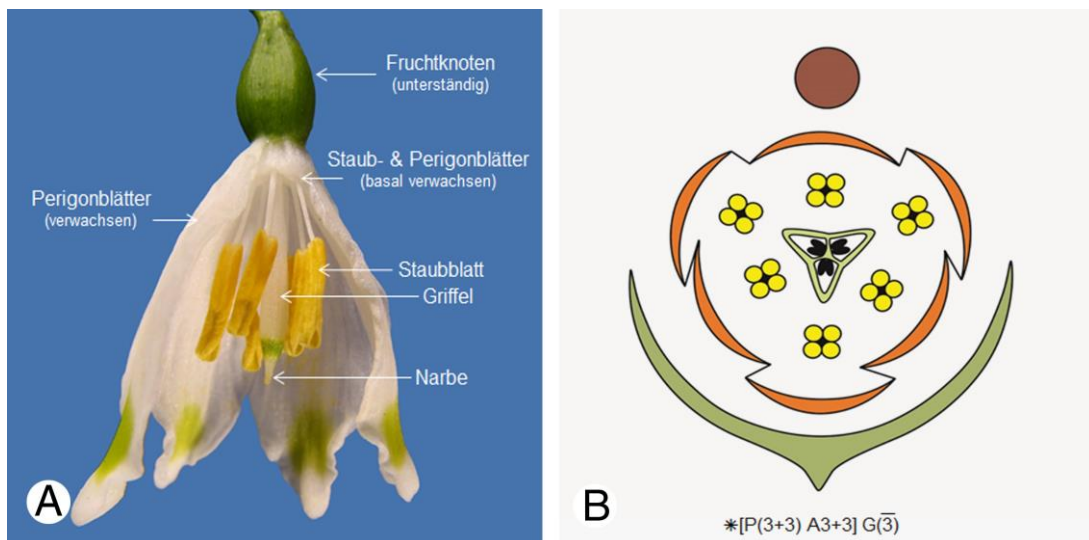 Fruchtknoten
(unterständig)
Staub- & Perigonblätter
(basal verwachsen)
Perigonblätter
(verwachsen)
Staubblatt
Griffel
Narbe
A
B
✶[P(3+3) A3+3] G(3̅)